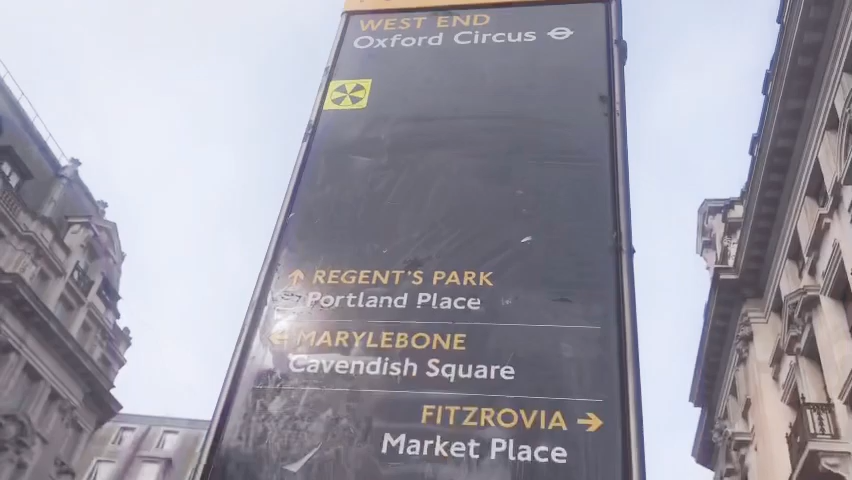 WEST END
Oxford Circus
REGENT'S PARK
Portland Place
MARYLEBONE
Cavendish Square
FITZROVIA
Market Place